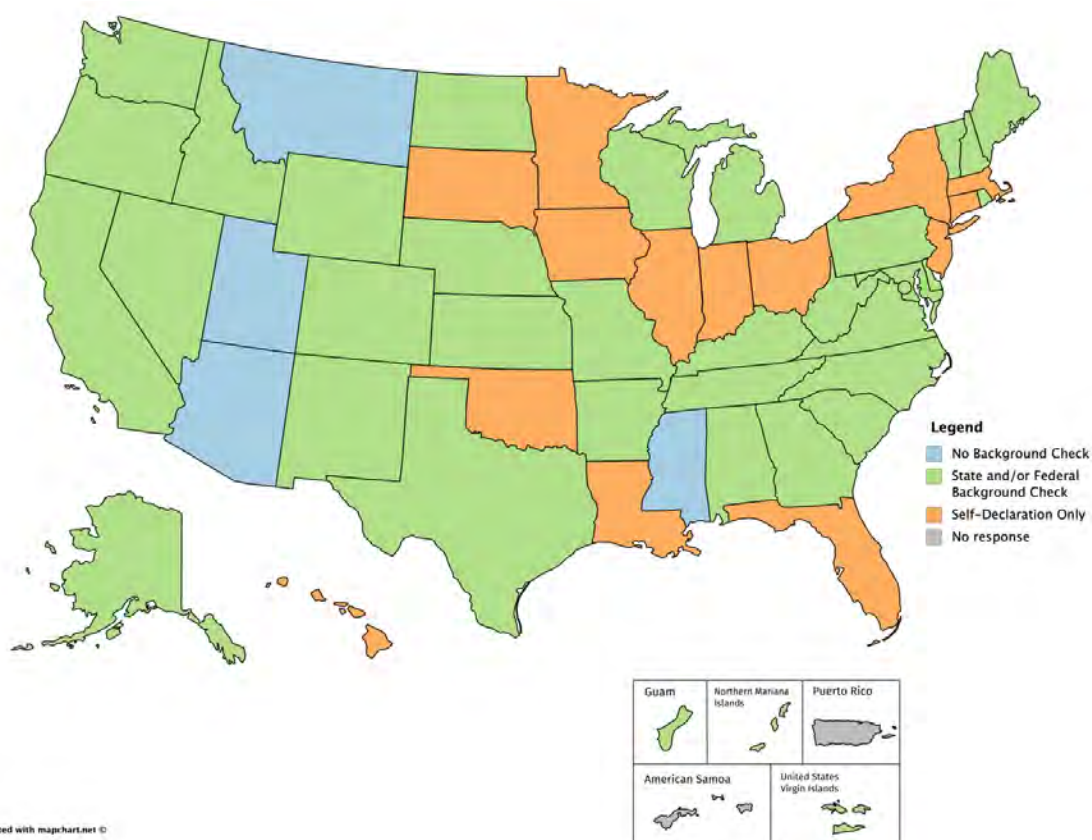 Legend
No Background Check
State and/or Federal
Background Check
Self-Declaration Only
No response
Guam
Northern Mariana
Islands
Puerto Rico
American Samoa
United States
Virgin Islands
ted with mapchart.net ©